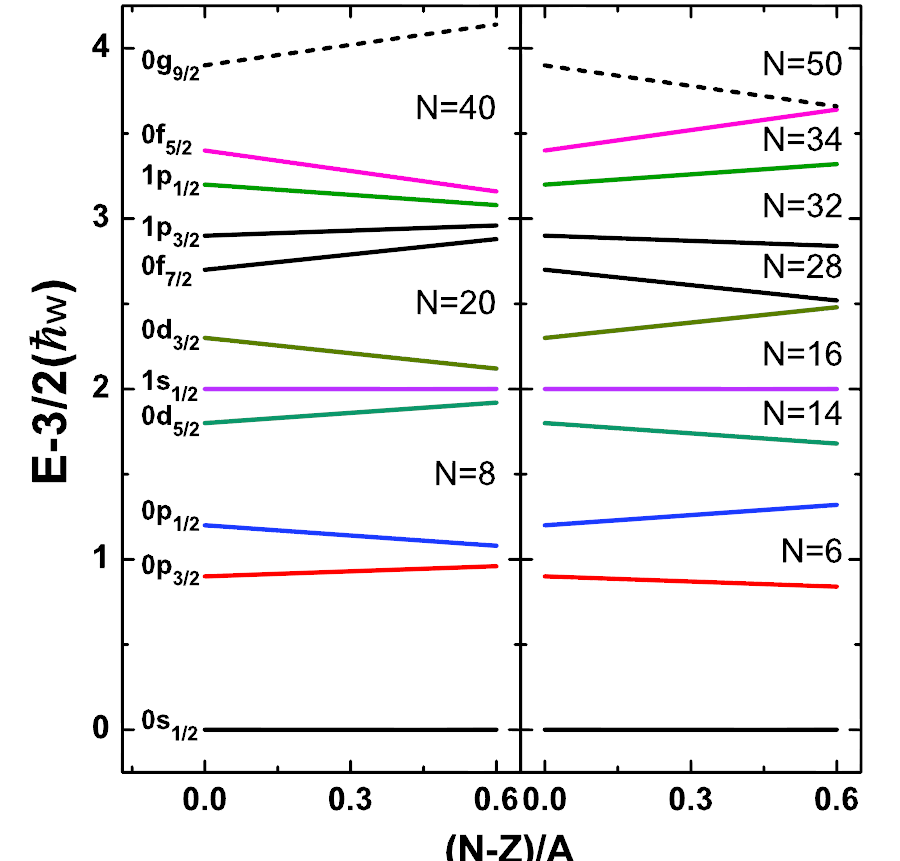 E-3/2(ℏw)
4
3
2
1
0
0g9/2
0f5/2
1p1/2
1p3/2
0f7/2
0d3/2
1s1/2
0d5/2
0p1/2
0p3/2
0s1/2
N=40
N=20
N=8
N=50
N=34
N=32
N=28
N=16
N=14
N=6
0.0 0.3 0.6 0.0 0.3 0.6
(N-Z)/A